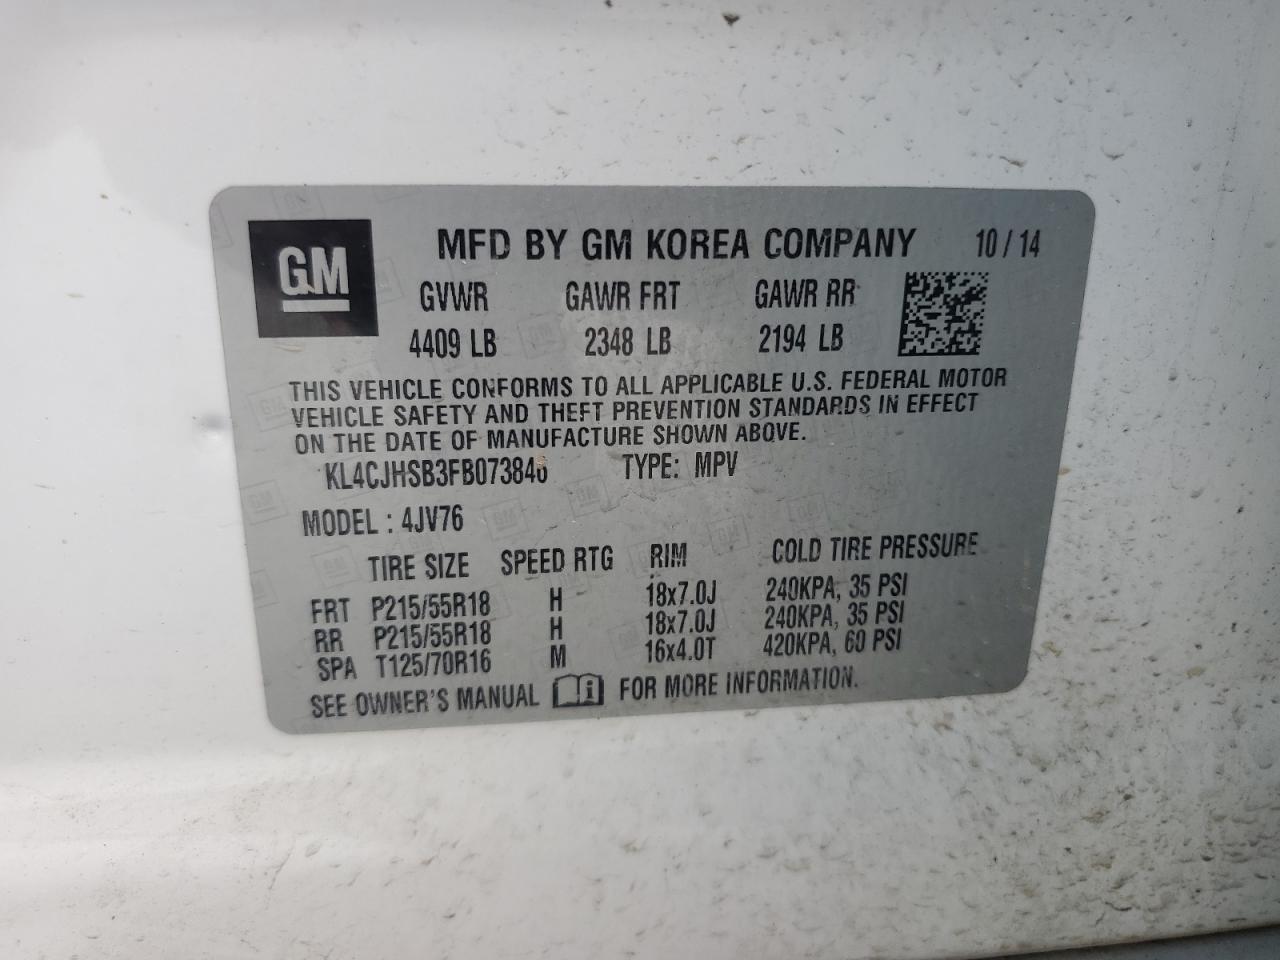 GM
MFD BY GM KOREA COMPANY 10 / 14
GVWR GAWR FRT GAWR RR
4409 LB 2348 LB 2194 LB
THIS VEHICLE CONFORMS TO ALL APPLICABLE U.S. FEDERAL MOTOR
VEHICLE SAFETY AND THEFT PREVENTION STANDARDS IN EFFECT
ON THE DATE OF MANUFACTURE SHOWN ABOVE.
KL4CJHSB3FB073846 TYPE: MPV
MODEL : 4JV76
TIRE SIZE SPEED RTG RIM COLD TIRE PRESSURE
FRT P215/55R18 H 18x7.0J 240KPA, 35 PSI
RR P215/55R18 H 18x7.0J 240KPA, 35 PSI
SPA T125/70R16 M 16x4.0T 420KPA, 60 PSI
SEE OWNER'S MANUAL FOR MORE INFORMATION.